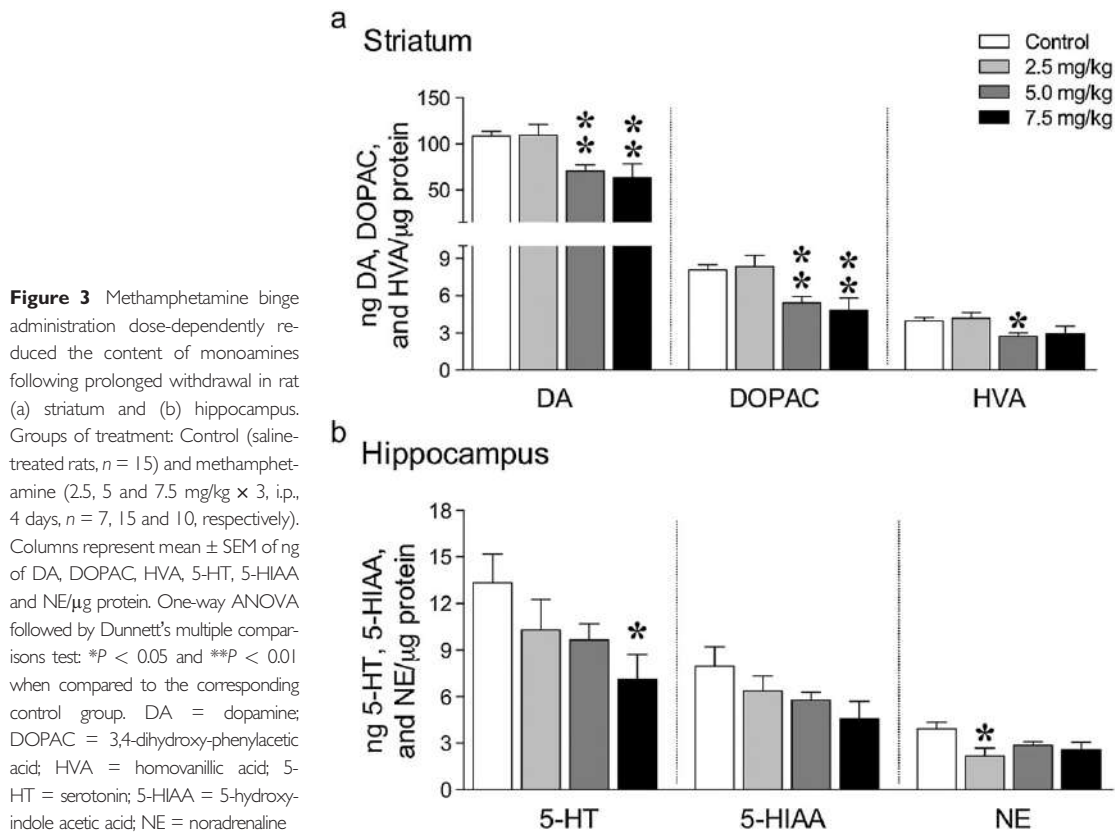 a
Striatum
Control
2.5 mg/kg
5.0 mg/kg
7.5 mg/kg
ng DA, DOPAC,
and HVA/μg protein
150
100
50
9
6
3
0
* *
* *
* *
* *
*
DA
DOPAC
HVA
b
Hippocampus
ng 5-HT, 5-HIAA,
and NE/μg protein
18
15
12
9
6
3
0
*
*
5-HT
5-HIAA
NE
Figure 3 Methamphetamine binge
administration dose-dependently re-
duced the content of monoamines
following prolonged withdrawal in rat
(a) striatum and (b) hippocampus.
Groups of treatment: Control (saline-
treated rats, n = 15) and methamphet-
amine (2.5, 5 and 7.5 mg/kg × 3, i.p.,
4 days, n = 7, 15 and 10, respectively).
Columns represent mean ± SEM of ng
of DA, DOPAC, HVA, 5-HT, 5-HIAA
and NE/μg protein. One-way ANOVA
followed by Dunnett's multiple compar-
isons test: *P < 0.05 and **P < 0.01
when compared to the corresponding
control group. DA = dopamine;
DOPAC = 3,4-dihydroxy-phenylacetic
acid; HVA = homovanillic acid; 5-
HT = serotonin; 5-HIAA = 5-hydroxy-
indole acetic acid; NE = noradrenaline